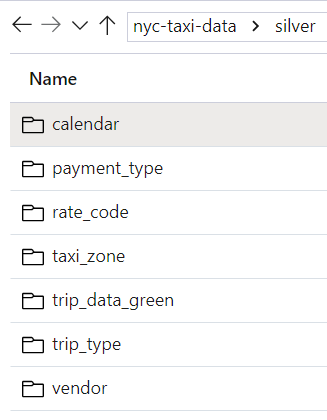 nyc-taxi-data > silver
Name
calendar
payment_type
rate_code
taxi_zone
trip_data_green
trip_type
vendor